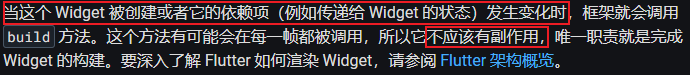 当这个 Widget 被创建或者它的依赖项（例如传递给 Widget 的状态）发生变化时，框架就会调用
build 方法。这个方法有可能会在每一帧都被调用，所以它不应该有副作用，唯一职责就是完成
Widget 的构建。要深入了解 Flutter 如何渲染 Widget，请参阅 Flutter 架构概览。